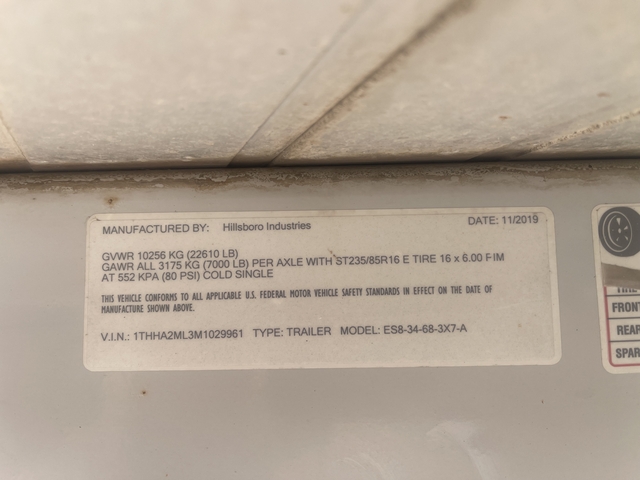 MANUFACTURED BY: Hillsboro Industries DATE: 11/2019
GVWR 10256 KG (22610 LB)
GAWR ALL 3175 KG (7000 LB) PER AXLE WITH ST235/85R16 E TIRE 16 x 6.00 RIM
AT 552 KPA (80 PSI) COLD SINGLE
THIS VEHICLE CONFORMS TO ALL APPLICABLE U.S. FEDERAL MOTOR VEHICLE SAFETY STANDARDS IN EFFECT ON THE DATE OF
MANUFACTURE SHOWN ABOVE.
V.I.N.: 1THHA2ML3M1029961 TYPE: TRAILER MODEL: ES8-34-68-3X7-A
TIRE
FRONT
REAR
SPAR